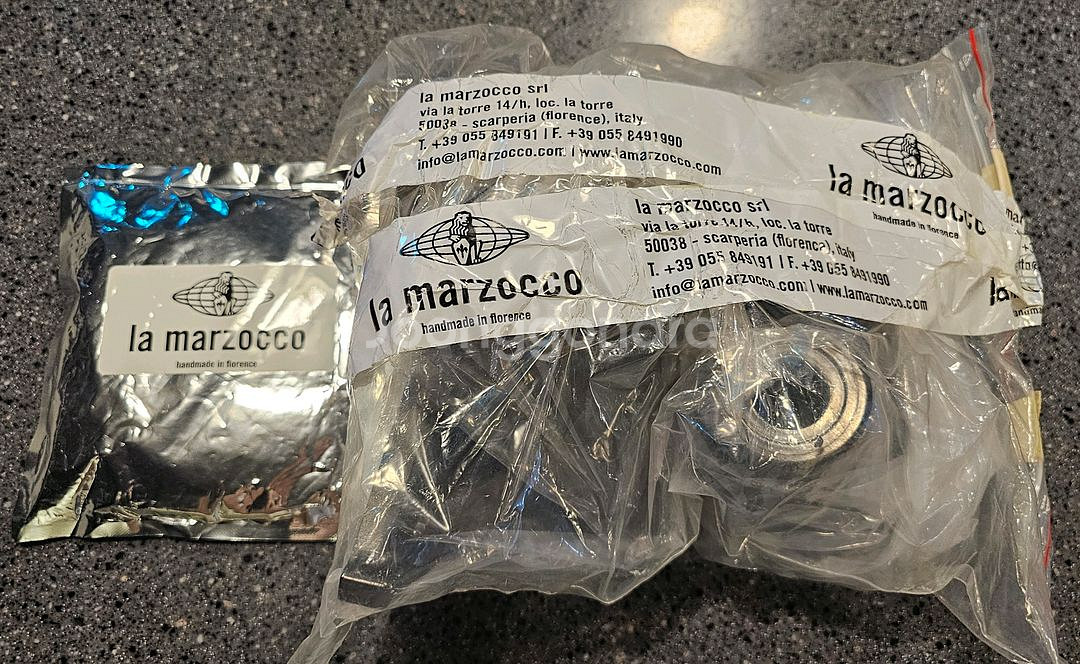 la marzocco
handmade in florence
la marzocco srl
via la torre 14/h, loc. la torre
50038 - scarperia (florence), italy
T. +39 055 849191 | F. +39 055 8491990
info@lamarzocco.com | www.lamarzocco.com
la marzocco
handmade in florence
la marzocco
handmade in florence
la marzocco srl
via la torre 14/h, loc. la torre
50038 - scarperia (florence), italy
T. +39 055 849191 | F. +39 055 8491990
info@lamarzocco.com | www.lamarzocco.com